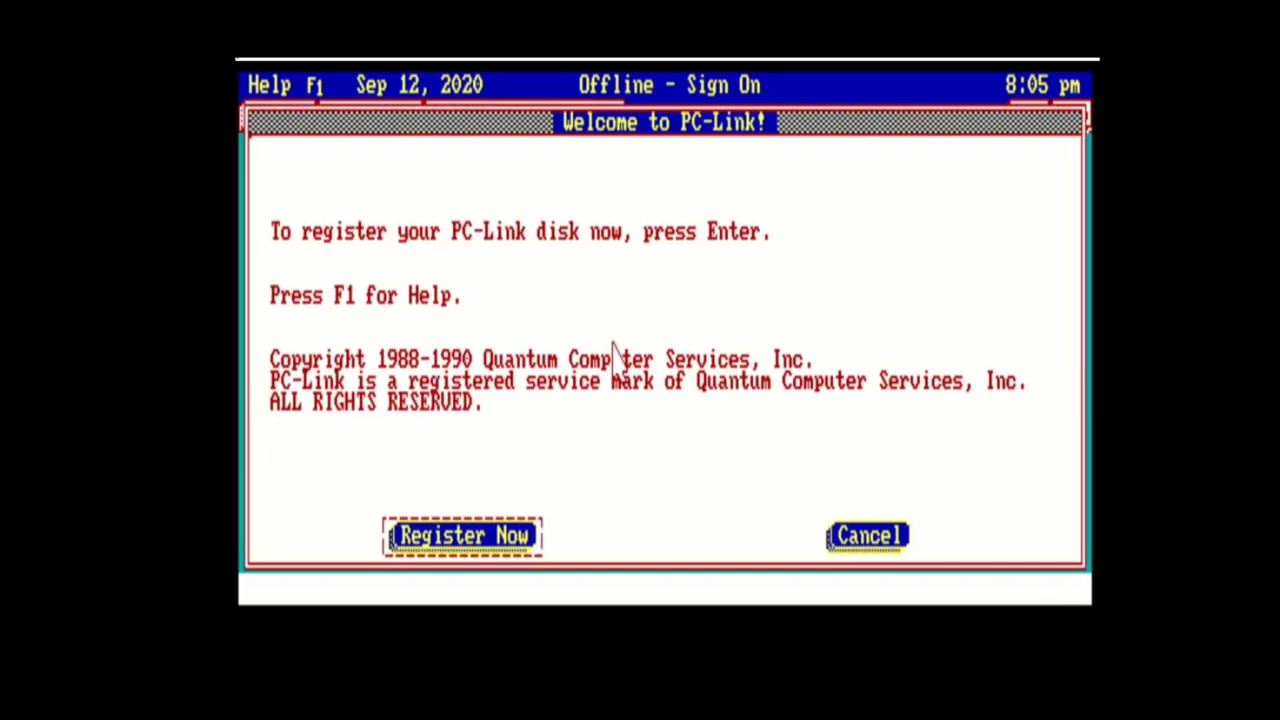 Help F1 Sep 12, 2020 Offline - Sign On 8:05 pm
Welcome to PC-Link!
To register your PC-Link disk now, press Enter.
Press F1 for Help.
Copyright 1988-1990 Quantum Computer Services, Inc.
PC-Link is a registered service mark of Quantum Computer Services, Inc.
ALL RIGHTS RESERVED.
Register Now Cancel